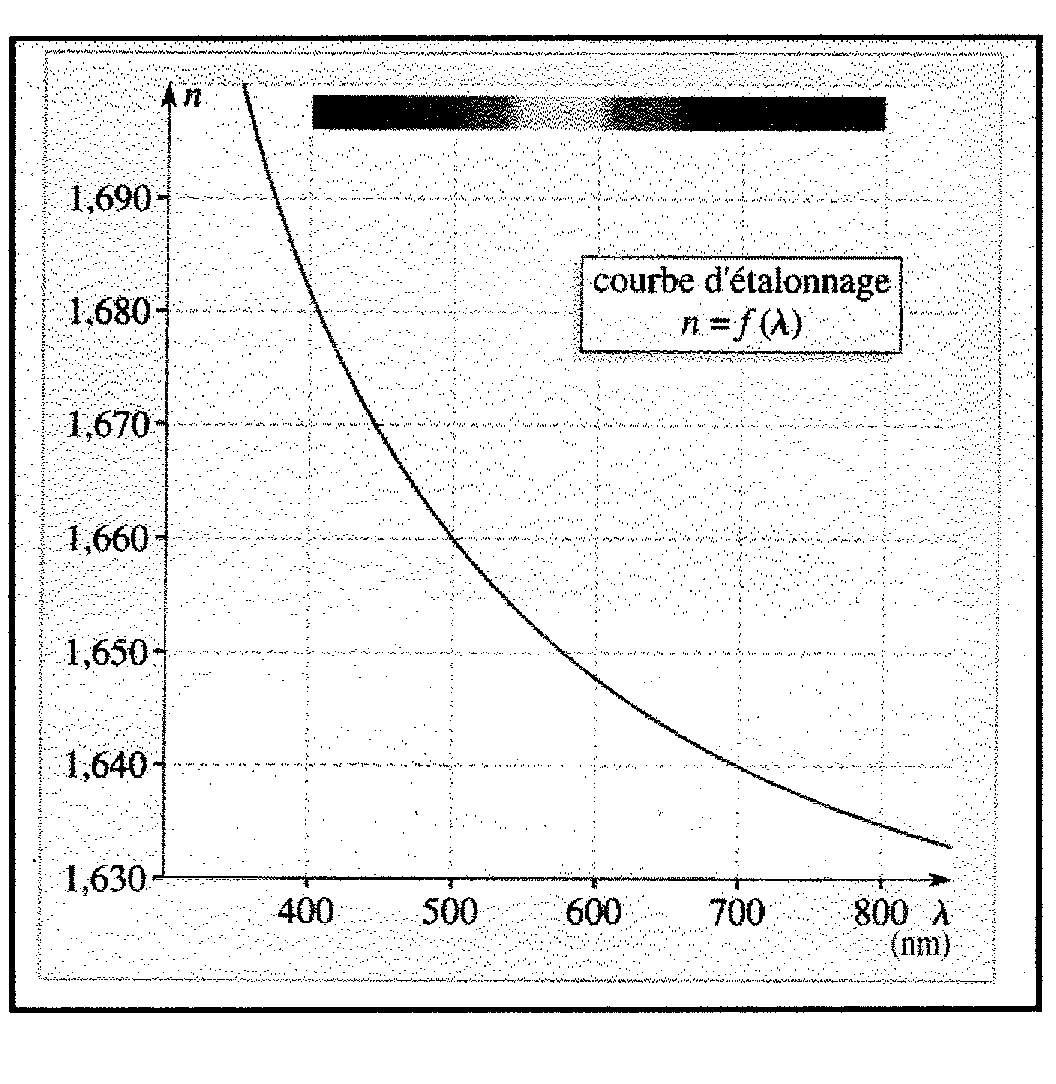 n
1,690
courbe d'étalonnage
n = f (λ)
1,680
1,670
1,660
1,650
1,640
1,630
400 500 600 700 800 λ
(nm)